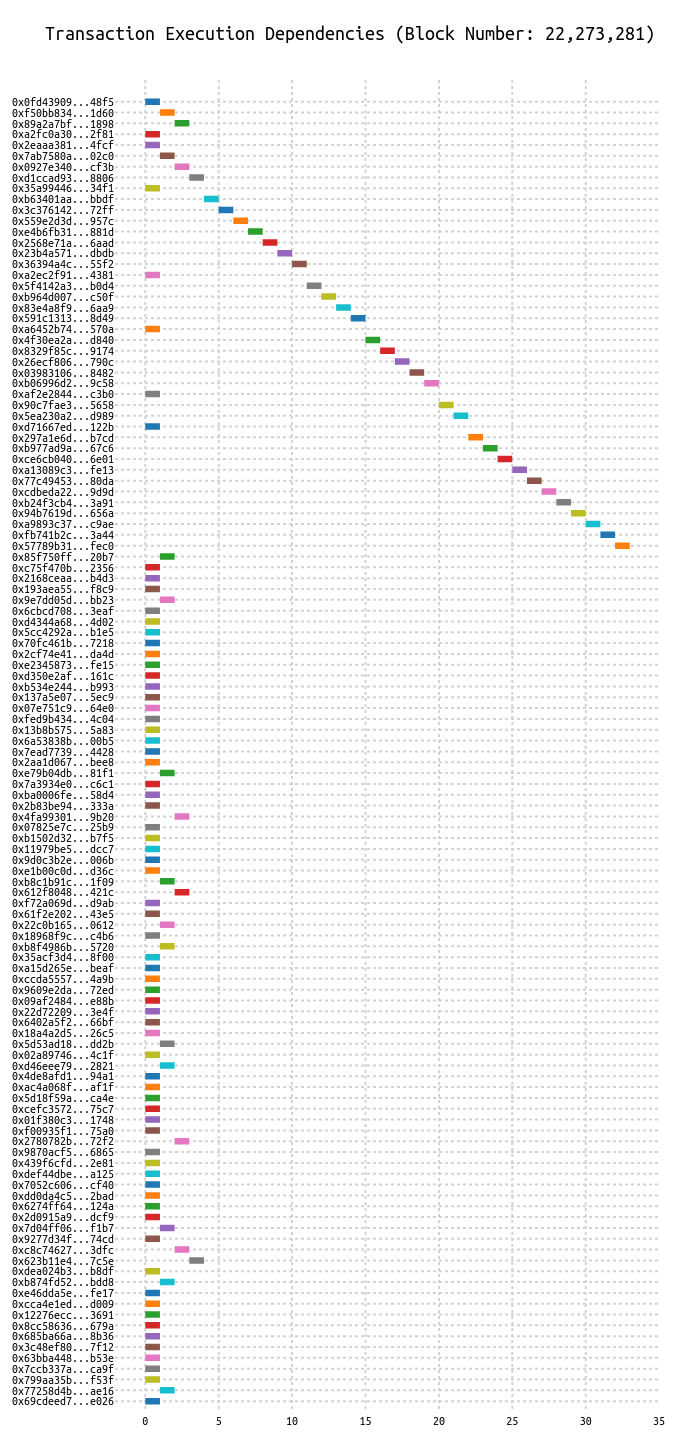 Transaction Execution Dependencies (Block Number: 22,273,281)
0x0fd43909...48f5
0xf50bb834...1d60
0x89a2a7bf...1898
0xa2fc0a30...2f81
0x2eaaa381...4fcf
0x7ab7580a...02c0
0x0927e340...cf3b
0xd1ccad93...8806
0x35a99446...34f1
0xb63401aa...bbdf
0x3c376142...72ff
0x559e2d3d...957c
0xe4b6fb31...881d
0x2568e71a...6aad
0x23b4a571...dbdb
0x36394a4c...55f2
0xa2ec2f91...4381
0x5f4142a3...b0d4
0xb964d007...c50f
0x83e4a8f9...6aa9
0x591c1313...8d49
0xa6452b74...570a
0x4f30ea2a...d840
0x8329f85c...9174
0x26ecf806...790c
0x03983106...8482
0xb06996d2...9c58
0xaf2e2844...c3b0
0x90c7fae3...5658
0x5ea230a2...d989
0xd71667ed...122b
0x297a1e6d...b7cd
0xb977ad9a...67c6
0xce6cb040...6e01
0xa13089c3...fe13
0x77c49453...80da
0xcdbeda22...9d9d
0xb24f3cb4...3a91
0x94b7619d...656a
0xa9893c37...c9ae
0xfb741b2c...3a44
0x57789b31...fec0
0x85f750ff...20b7
0xc75f470b...2356
0x2168ceaa...b4d3
0x193aea55...f8c9
0x9e7dd05d...bb23
0x6cbcd708...3eaf
0xd4344a68...4d02
0x5cc4292a...b1e5
0x70fc461b...7218
0x2cf74e41...da4d
0xe2345873...fe15
0xd350e2af...161c
0xb534e244...b993
0x137a5e07...5ec9
0x07e751c9...64e0
0xfed9b434...4c04
0x13b8b575...5a83
0x6a53838b...00b5
0x7ead7739...4428
0x2aa1d067...bee8
0xe79b04db...81f1
0x7a3934e0...c6c1
0xba0006fe...58d4
0x2b83be94...333a
0x4fa99301...9b20
0x07825e7c...25b9
0xb1502d32...b7f5
0x11979be5...dcc7
0x9d0c3b2e...006b
0xe1b00c0d...d36c
0xb8c1b91c...1f09
0x612f8048...421c
0xf72a069d...d9ab
0x61f2e202...43e5
0x22c0b165...0612
0x18968f9c...c4b6
0xb8f4986b...5720
0x35acf3d4...8f00
0xa15d265e...beaf
0xccda5557...4a9b
0x9609e2da...72ed
0x09af2484...e88b
0x22d72209...3e4f
0x6402a5f2...66bf
0x18a4a2d5...26c5
0x5d53ad18...dd2b
0x02a89746...4c1f
0xd46eee79...2821
0x4de8afd1...94a1
0xac4a068f...af1f
0x5d18f59a...ca4e
0xcefc3572...75c7
0x01f380c3...1748
0xf00935f1...75a0
0x2780782b...72f2
0x9870acf5...6865
0x439f6cfd...2e81
0xdef44dbe...a125
0x7052c606...cf40
0xdd0da4c5...2bad
0x6274ff64...124a
0x2d0915a9...dcf9
0x7d04ff06...f1b7
0x9277d34f...74cd
0xc8c74627...3dfc
0x623b11e4...7c5e
0xdea024b3...b8df
0xb874fd52...bdd8
0xe46dda5e...fe17
0xcca4e1ed...d009
0x12276ecc...3691
0x8cc58636...679a
0x685ba66a...8b36
0x3c48ef80...7f12
0x63bba448...b53e
0x7ccb337a...ca9f
0x799aa35b...f53f
0x77258d4b...ae16
0x69cdeed7...e026
0 5 10 15 20 25 30 35